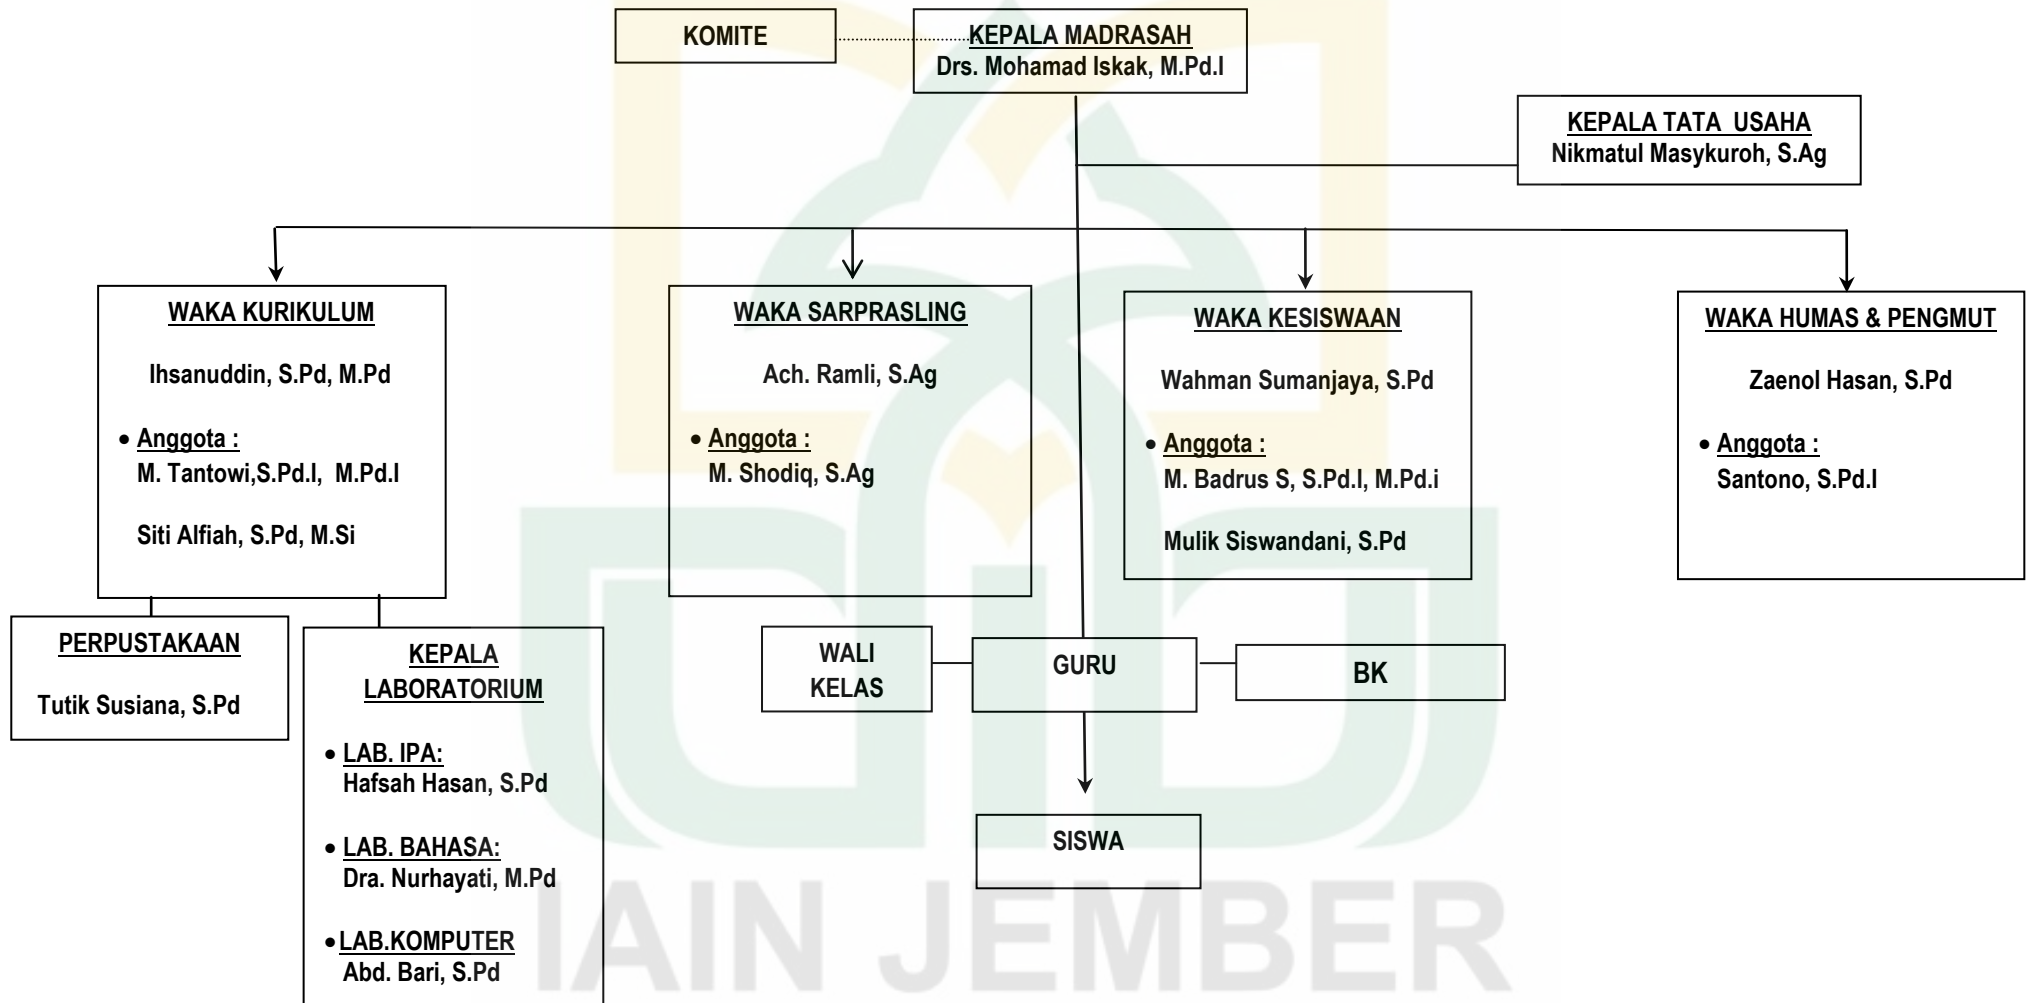 KOMITE
KEPALA MADRASAH
Drs. Mohamad Iskak, M.Pd.I
KEPALA TATA  USAHA
Nikmatul Masykuroh, S.Ag
WAKA KURIKULUM
Ihsanuddin, S.Pd, M.Pd
• Anggota :
M. Tantowi,S.Pd.I,  M.Pd.I
Siti Alfiah, S.Pd, M.Si
WAKA SARPRASLING
Ach. Ramli, S.Ag
• Anggota :
M. Shodiq, S.Ag
WAKA KESISWAAN
Wahman Sumanjaya, S.Pd
• Anggota :
M. Badrus S, S.Pd.I, M.Pd.i
Mulik Siswandani, S.Pd
WAKA HUMAS & PENGMUT
Zaenol Hasan, S.Pd
• Anggota :
Santono, S.Pd.I
PERPUSTAKAAN
Tutik Susiana, S.Pd
KEPALA
LABORATORIUM
• LAB. IPA:
Hafsah Hasan, S.Pd
• LAB. BAHASA:
Dra. Nurhayati, M.Pd
• LAB.KOMPUTER
Abd. Bari, S.Pd
WALI
KELAS
GURU
BK
SISWA
IAIN JEMBER